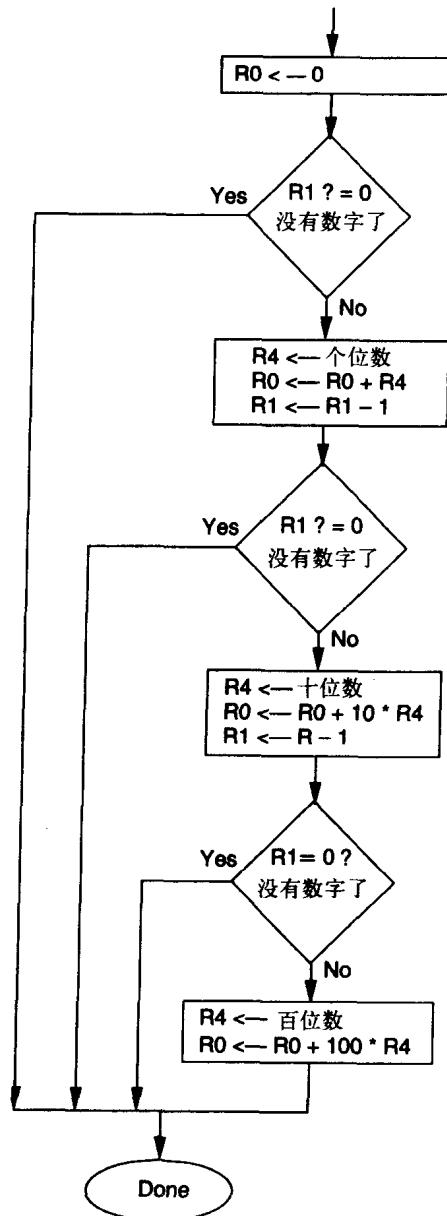 R0 <— 0
Yes
R1 ? = 0
没有数字了
No
R4 <— 个位数
R0 <— R0 + R4
R1 <— R1 – 1
Yes
R1 ? = 0
没有数字了
No
R4 <— 十位数
R0 <— R0 + 10 * R4
R1 <— R – 1
Yes
R1= 0 ?
没有数字了
No
R4 <— 百位数
R0 <— R0 + 100 * R4
Done